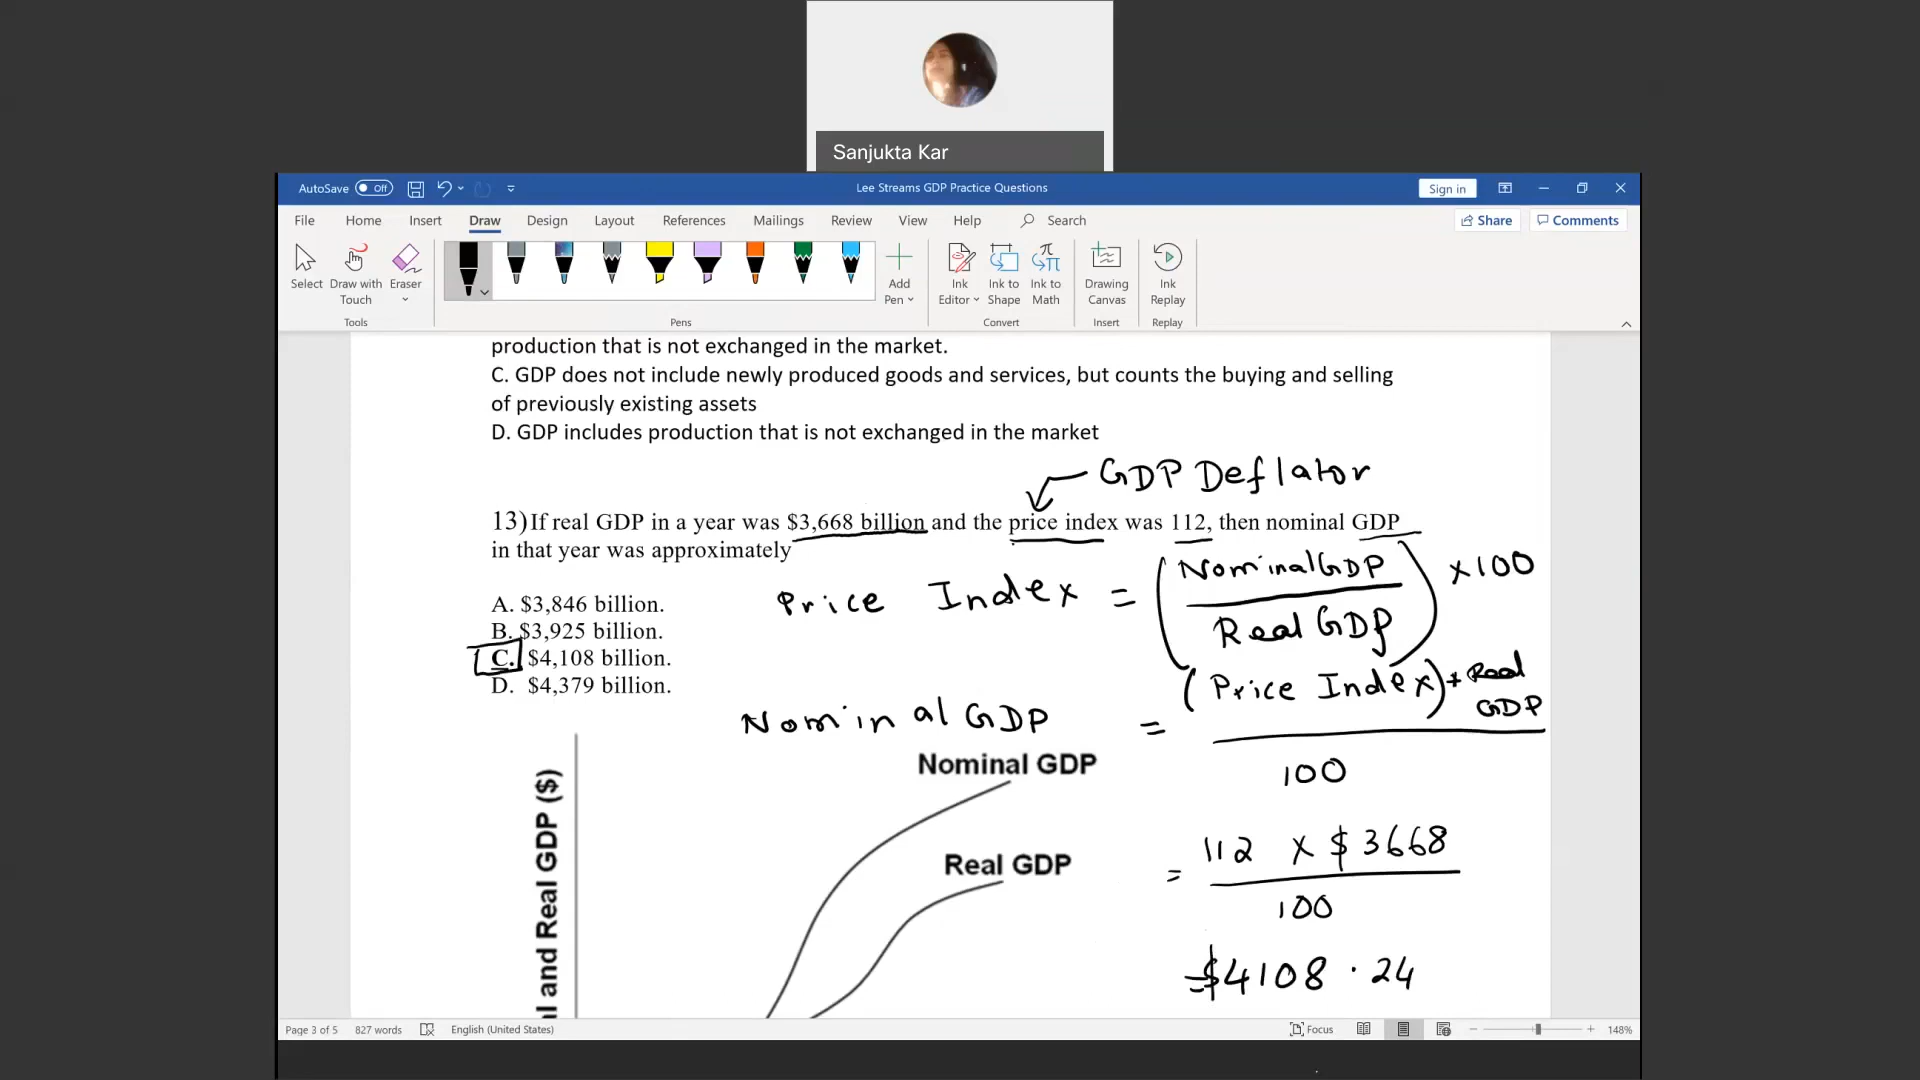 Sanjukta Kar
AutoSave Off
Lee Streams GDP Practice Questions
Sign in
File Home Insert Draw Design Layout References Mailings Review View Help Search
Share Comments
Select
Draw with Touch
Eraser
Add Pen
Ink Editor
Ink to Shape
Ink to Math
Drawing Canvas
Ink Replay
Tools Pens Convert Insert Replay
production that is not exchanged in the market.
C. GDP does not include newly produced goods and services, but counts the buying and selling
of previously existing assets
D. GDP includes production that is not exchanged in the market
GDP Deflator
13) If real GDP in a year was $3,668 billion and the price index was 112, then nominal GDP
in that year was approximately
A. $3,846 billion.
B. $3,925 billion.
C. $4,108 billion.
D. $4,379 billion.
Price Index = (Nominal GDP / Real GDP) x100
Nominal GDP = (Price Index) * Real GDP
100
Nominal GDP
Real GDP
l and Real GDP ($)
= 112 x $3668
100
= $4108.24
Page 3 of 5 827 words English (United States) Focus 148%